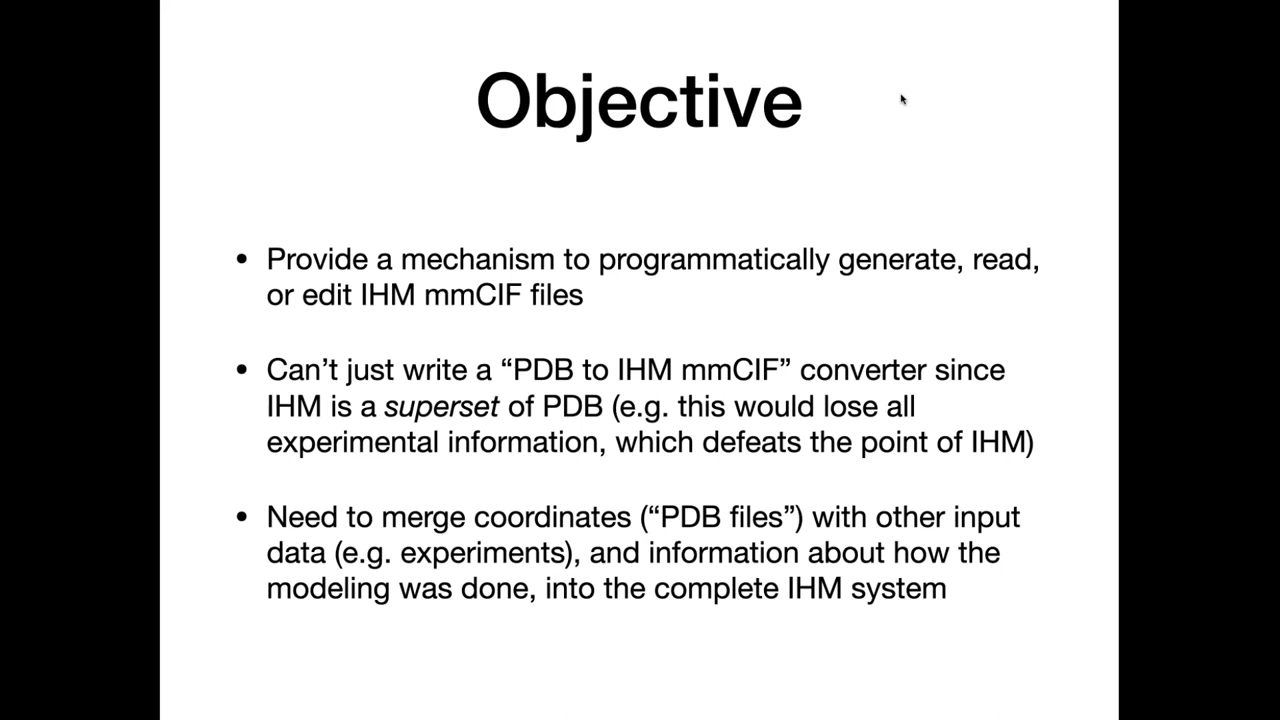 Objective
• Provide a mechanism to programmatically generate, read,
or edit IHM mmCIF files
• Can’t just write a “PDB to IHM mmCIF” converter since
IHM is a superset of PDB (e.g. this would lose all
experimental information, which defeats the point of IHM)
• Need to merge coordinates (“PDB files”) with other input
data (e.g. experiments), and information about how the
modeling was done, into the complete IHM system